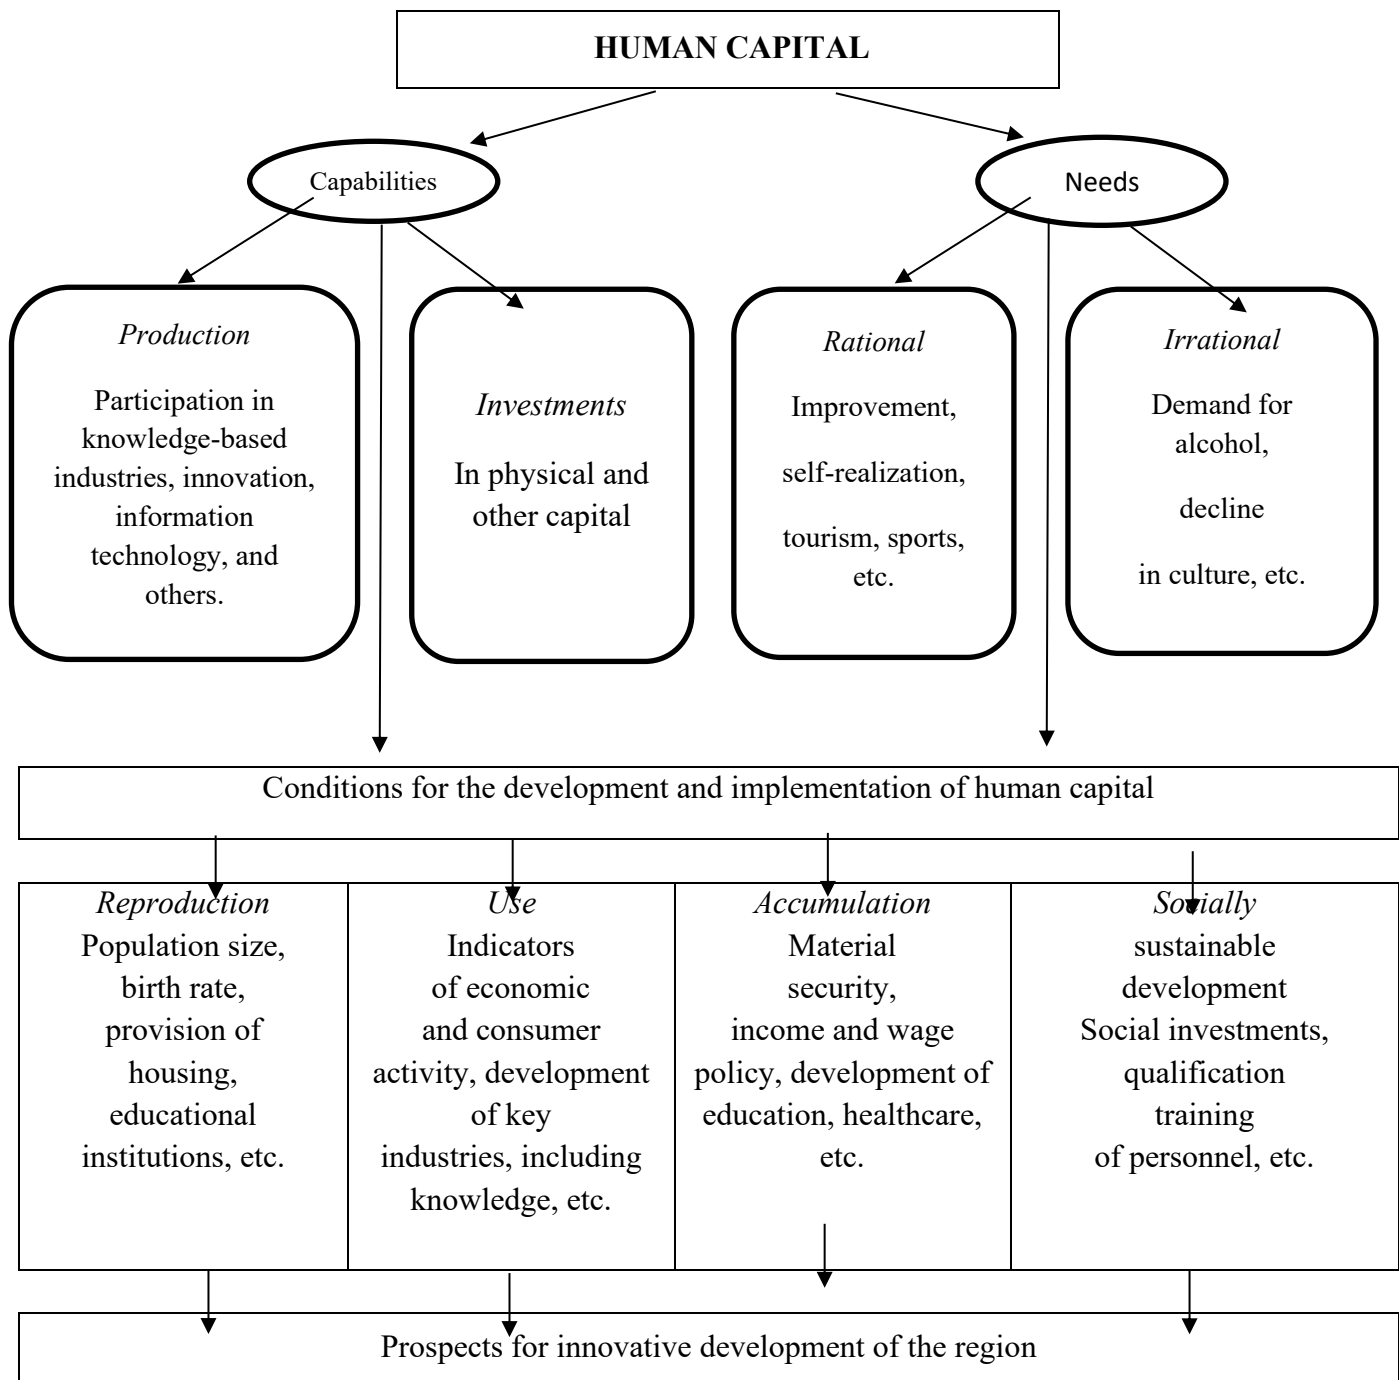 HUMAN CAPITAL
Capabilities
Needs
Production
Participation in
knowledge-based
industries, innovation,
information
technology, and
others.
Investments
In physical and
other capital
Rational
Improvement,
self-realization,
tourism, sports,
etc.
Irrational
Demand for
alcohol,
decline
in culture, etc.
Conditions for the development and implementation of human capital
Reproduction
Population size,
birth rate,
provision of
housing,
educational
institutions, etc.
Use
Indicators
of economic
and consumer
activity, development
of key
industries, including
knowledge, etc.
Accumulation
Material
security,
income and wage
policy, development of
education, healthcare,
etc.
Socially
sustainable
development
Social investments,
qualification
training
of personnel, etc.
Prospects for innovative development of the region